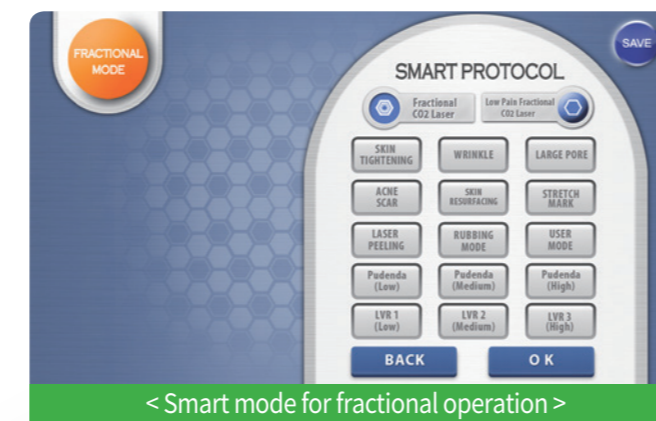 FRACTIONAL
MODE
SAVE
SMART PROTOCOL
Fractional
CO2 Laser
Low Pain Fractional
CO2 Laser
SKIN
TIGHTENING
WRINKLE
LARGE PORE
ACNE
SCAR
SKIN
RESURFACING
STRETCH
MARK
LASER
PEELING
RUBBING
MODE
USER
MODE
Pudenda
(Low)
Pudenda
(Medium)
Pudenda
(High)
LVR 1
(Low)
LVR 2
(Medium)
LVR 3
(High)
BACK
O K
< Smart mode for fractional operation >